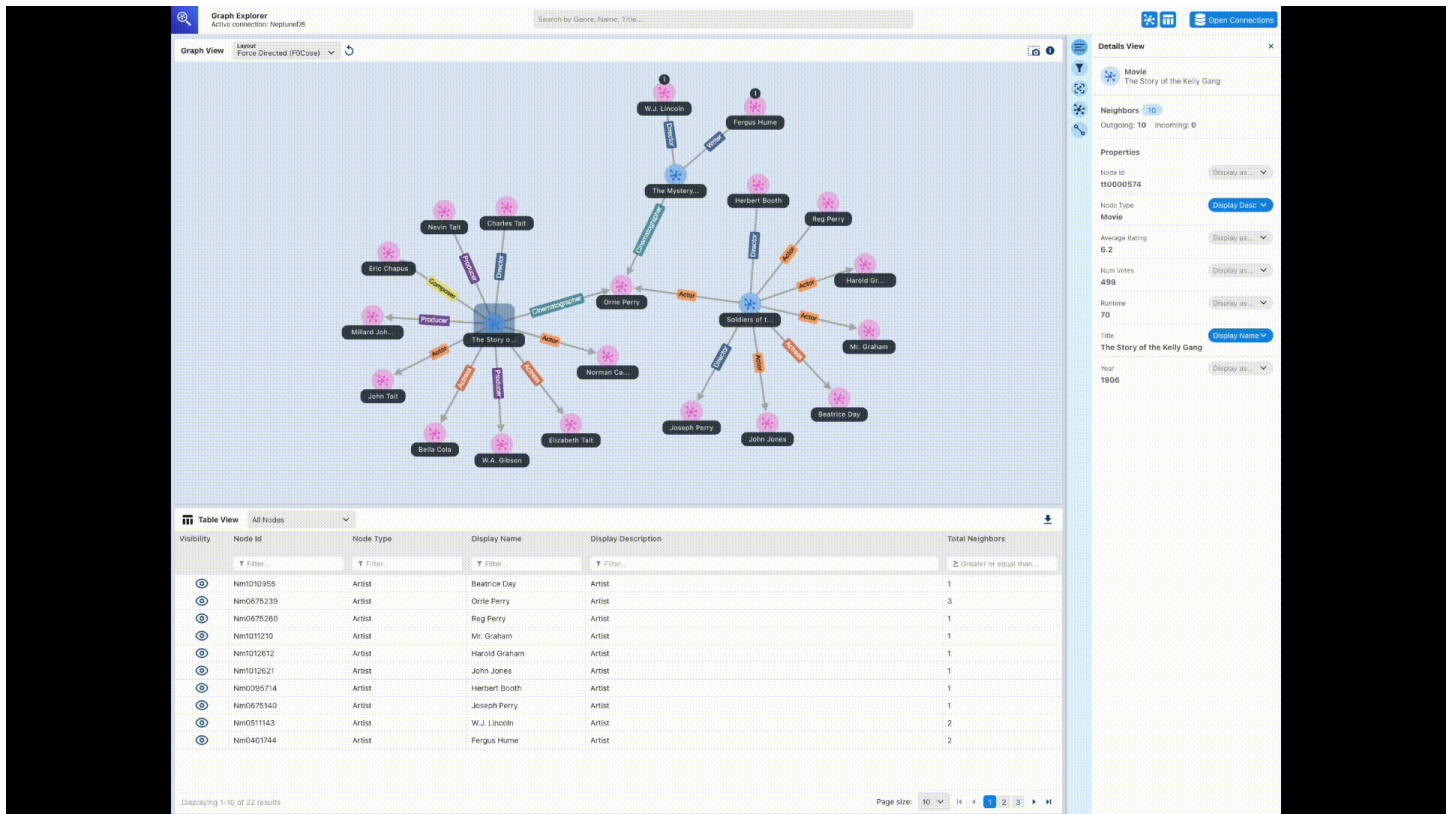 Graph Explorer
Active connection: NeptuneDB
Search by Genre, Name, Title...
Open Connections
Graph View
Layout
Force Directed (F0Cose)
W.J. Lincoln
1
Fergus Hume
1
Director
Writer
The Mystery...
Herbert Booth
Reg Perry
Nevin Tait
Charles Tait
Cinematographer
Director
Actor
Eric Chapus
Producer
Director
Composer
Harold Gr...
Actor
Orrie Perry
Actor
Cinematographer
Soldiers of t...
Millard Joh...
Producer
The Story o...
Actor
Mr. Graham
Actor
Actor
Norman Ca...
Director
Actor
Actress
John Tait
Actress
Producer
Actress
Beatrice Day
Joseph Perry
John Jones
Bella Cola
W.A. Gibson
Elizabeth Tait
Details View
Movie
The Story of the Kelly Gang
Neighbors 10
Outgoing: 10 Incoming: 0
Properties
Node Id
tt0000574
Display as...
Node Type
Movie
Display Desc
Average Rating
6.2
Display as...
Num Votes
499
Display as...
Runtime
70
Display as...
Title
The Story of the Kelly Gang
Display Name
Year
1906
Display as...
Table View All Nodes
Visibility Node Id Node Type Display Name Display Description Total Neighbors
Filter... Filter... Filter... Filter... ≥ Greater or equal than...
Nm1010955 Artist Beatrice Day Artist 1
Nm0675239 Artist Orrie Perry Artist 3
Nm0675260 Artist Reg Perry Artist 1
Nm1011210 Artist Mr. Graham Artist 1
Nm1012612 Artist Harold Graham Artist 1
Nm1012621 Artist John Jones Artist 1
Nm0095714 Artist Herbert Booth Artist 1
Nm0675140 Artist Joseph Perry Artist 1
Nm0511143 Artist W.J. Lincoln Artist 2
Nm0401744 Artist Fergus Hume Artist 2
Displaying 1-10 of 22 results
Page size: 10 1 2 3